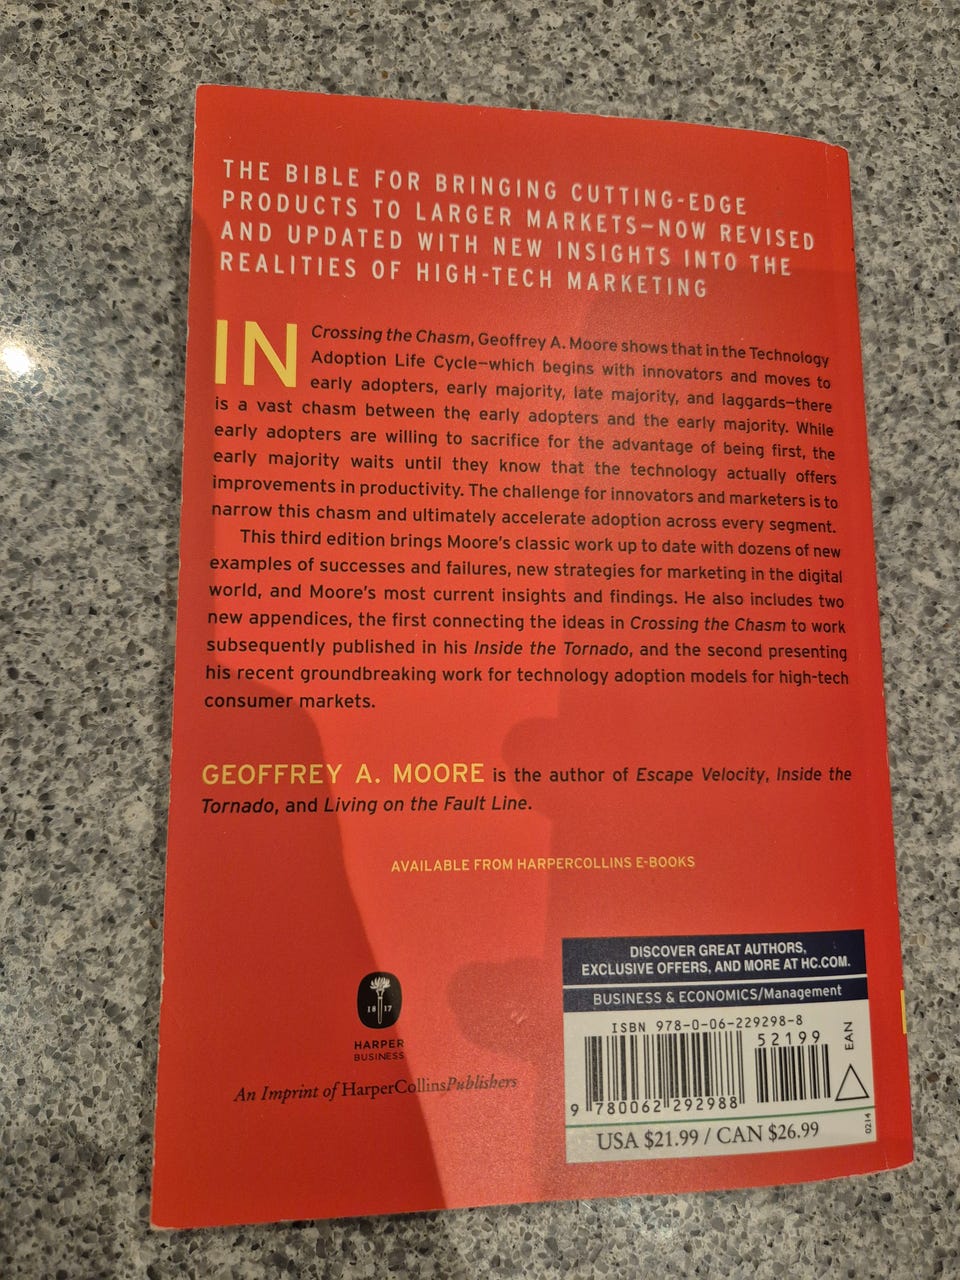 THE BIBLE FOR BRINGING CUTTING-EDGE
PRODUCTS TO LARGER MARKETS—NOW REVISED
AND UPDATED WITH NEW INSIGHTS INTO THE
REALITIES OF HIGH-TECH MARKETING
IN Crossing the Chasm, Geoffrey A. Moore shows that in the Technology
Adoption Life Cycle—which begins with innovators and moves to
early adopters, early majority, late majority, and laggards—there
is a vast chasm between the early adopters and the early majority. While
early adopters are willing to sacrifice for the advantage of being first, the
early majority waits until they know that the technology actually offers
improvements in productivity. The challenge for innovators and marketers is to
narrow this chasm and ultimately accelerate adoption across every segment.
This third edition brings Moore's classic work up to date with dozens of new
examples of successes and failures, new strategies for marketing in the digital
world, and Moore's most current insights and findings. He also includes two
new appendices, the first connecting the ideas in Crossing the Chasm to work
subsequently published in his Inside the Tornado, and the second presenting
his recent groundbreaking work for technology adoption models for high-tech
consumer markets.
GEOFFREY A. MOORE is the author of Escape Velocity, Inside the
Tornado, and Living on the Fault Line.
AVAILABLE FROM HARPERCOLLINS E-BOOKS
18 17
HARPER
BUSINESS
An Imprint of HarperCollinsPublishers
DISCOVER GREAT AUTHORS,
EXCLUSIVE OFFERS, AND MORE AT HC.COM.
BUSINESS & ECONOMICS/Management
ISBN 978-0-06-229298-8
52199
EAN
9 780062 292988
0214
USA $21.99 / CAN $26.99